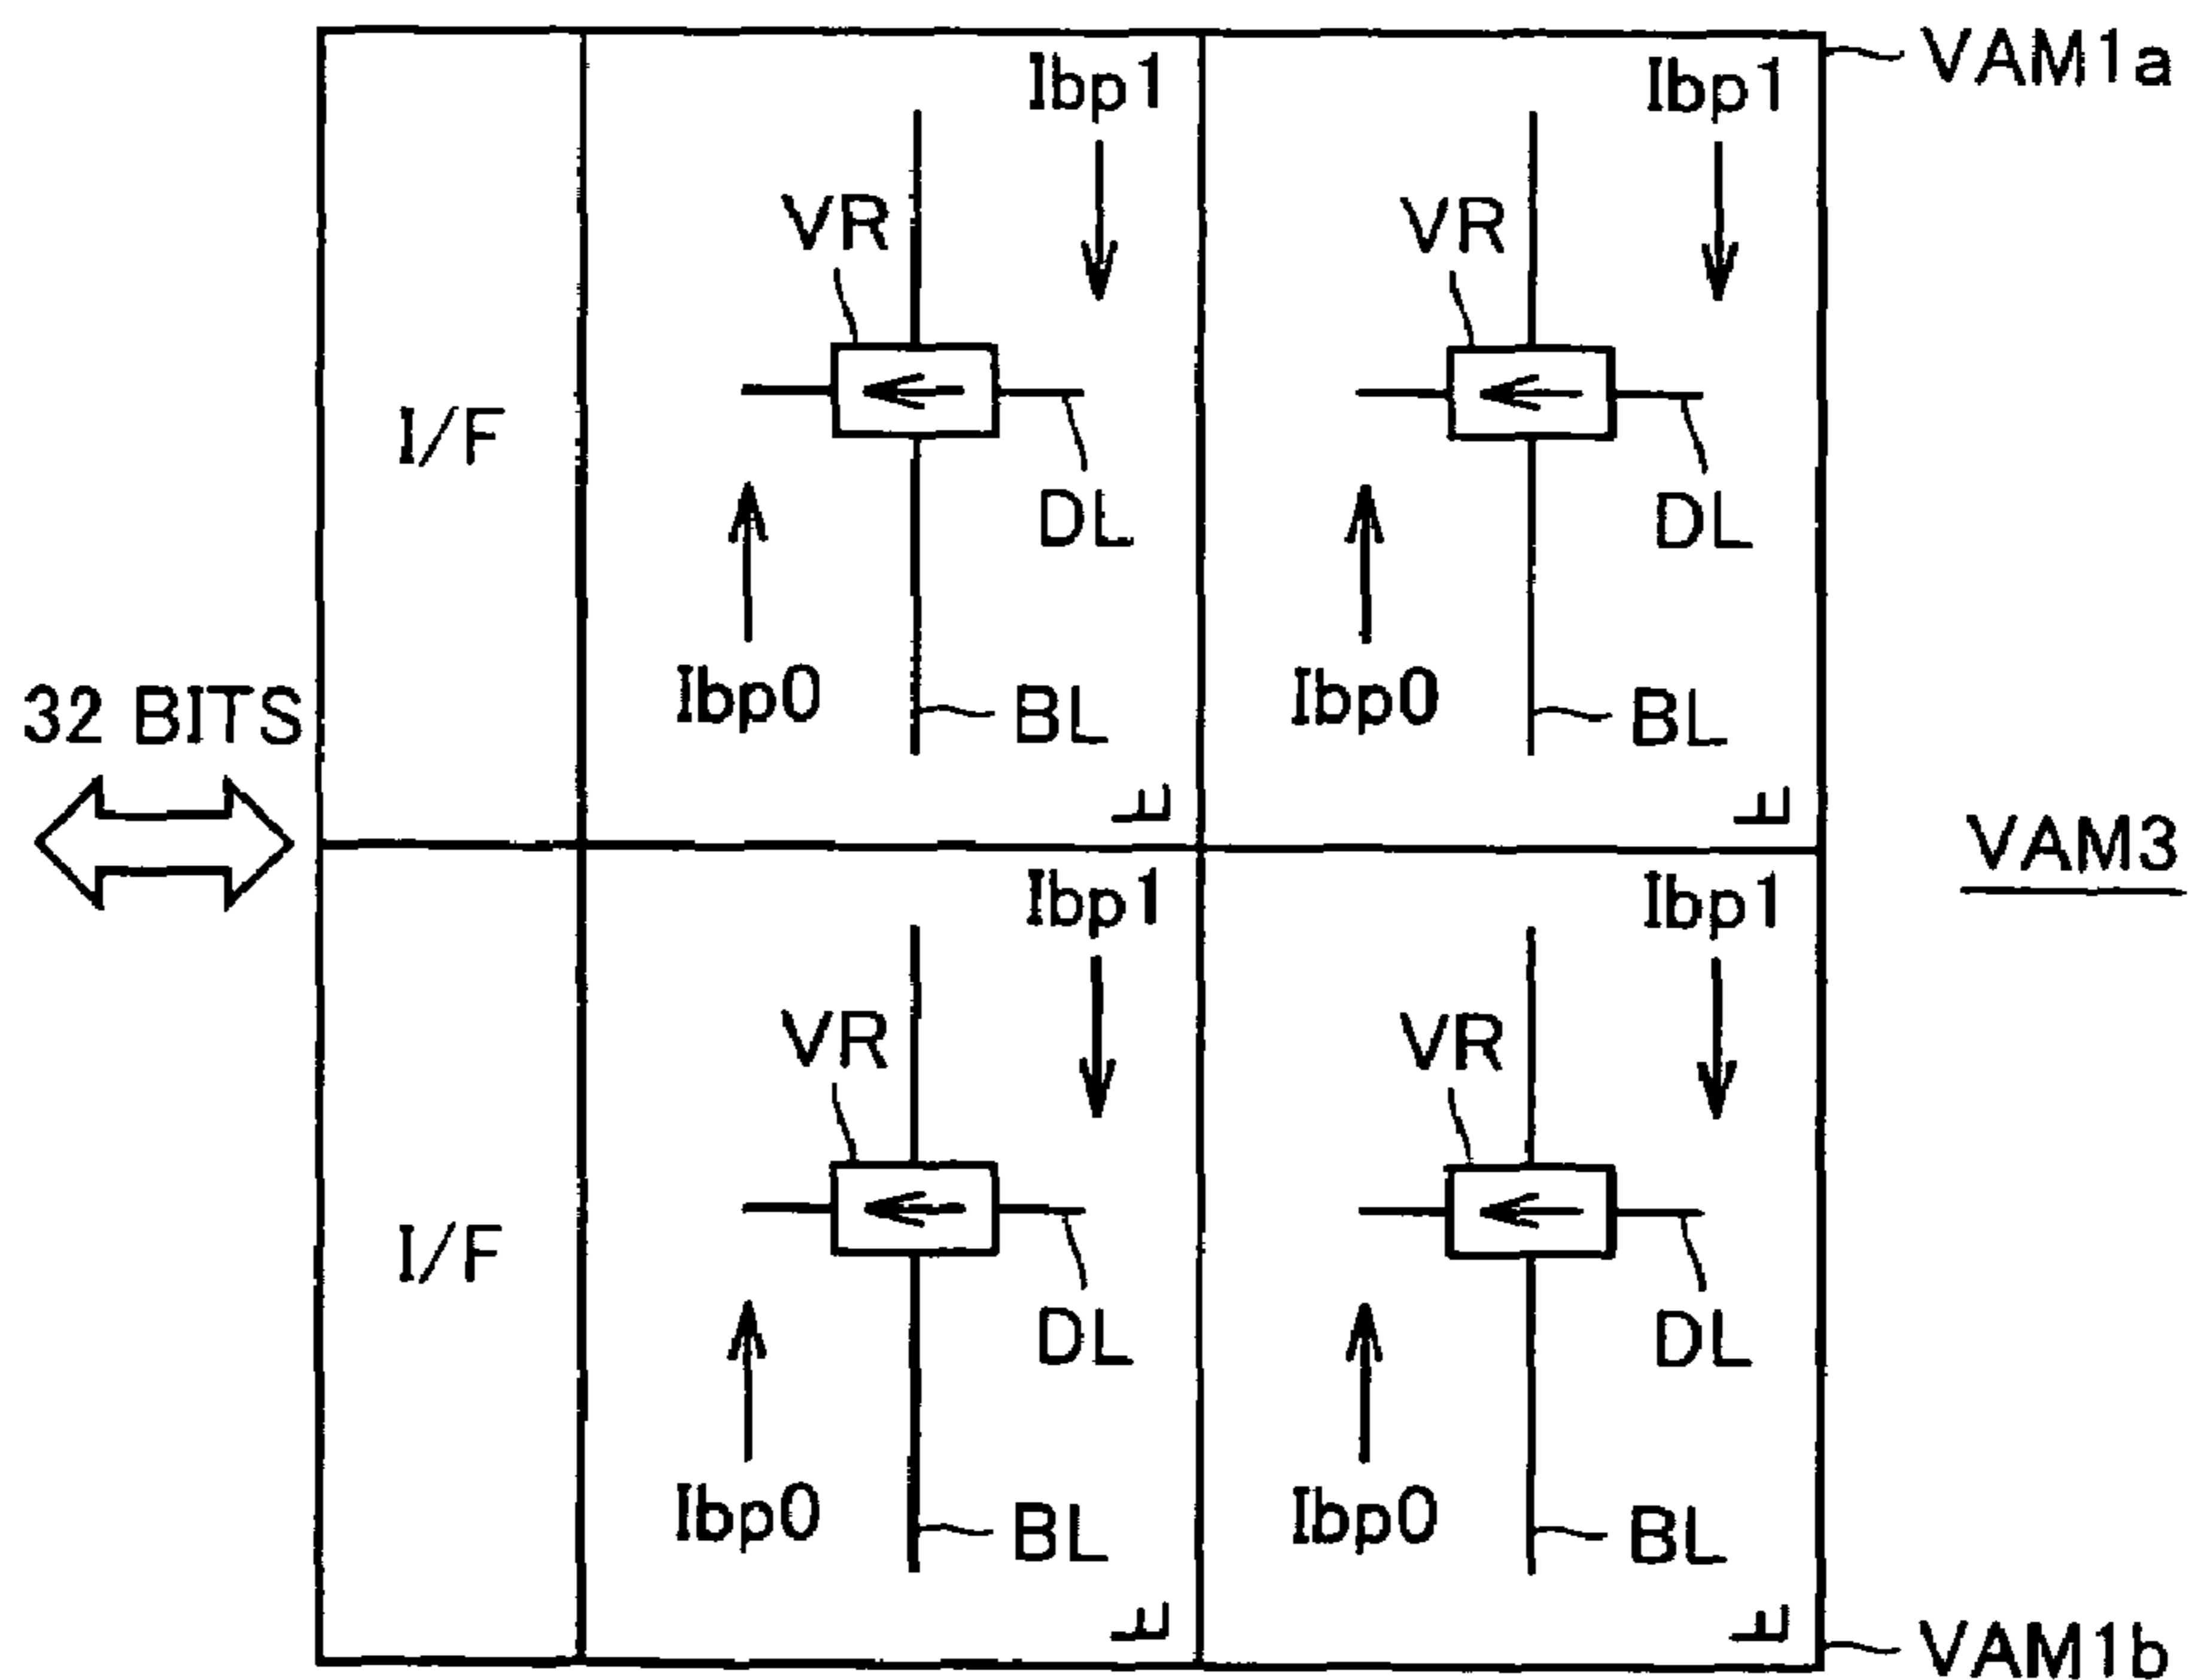 VAM1a
Ibp1
Ibp1
VR
VR
I/F
DL
DL
Ibp0
Ibp0
32 BITS
BL
BL
F
F
VAM3
Ibp1
Ibp1
VR
VR
I/F
DL
DL
Ibp0
Ibp0
BL
BL
F
F
VAM1b